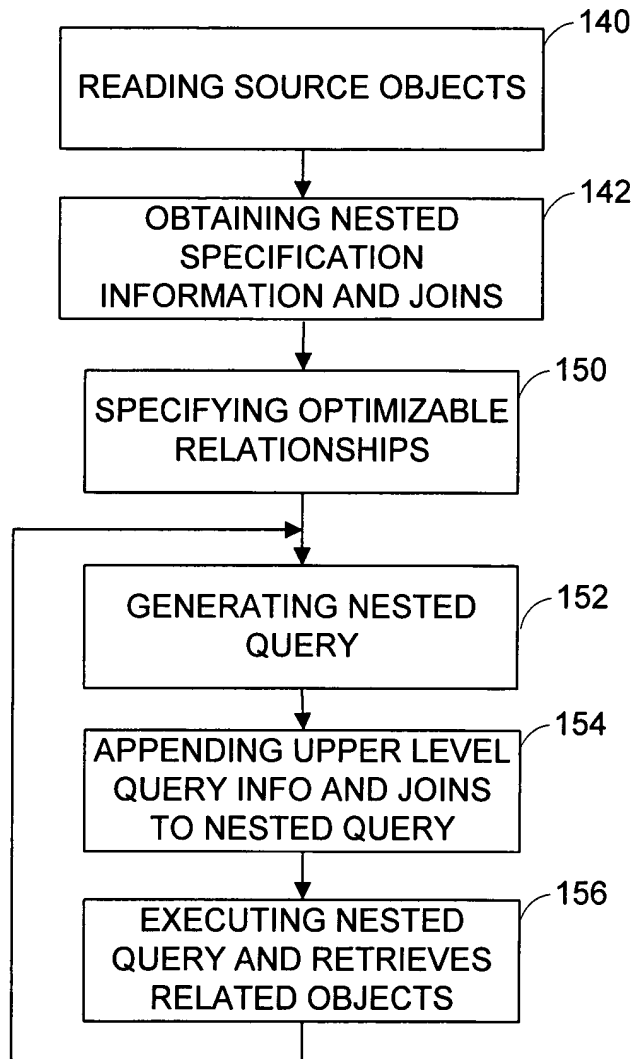 140
READING SOURCE OBJECTS
142
OBTAINING NESTED
SPECIFICATION
INFORMATION AND JOINS
150
SPECIFYING OPTIMIZABLE
RELATIONSHIPS
152
GENERATING NESTED
QUERY
154
APPENDING UPPER LEVEL
QUERY INFO AND JOINS
TO NESTED QUERY
156
EXECUTING NESTED
QUERY AND RETRIEVES
RELATED OBJECTS